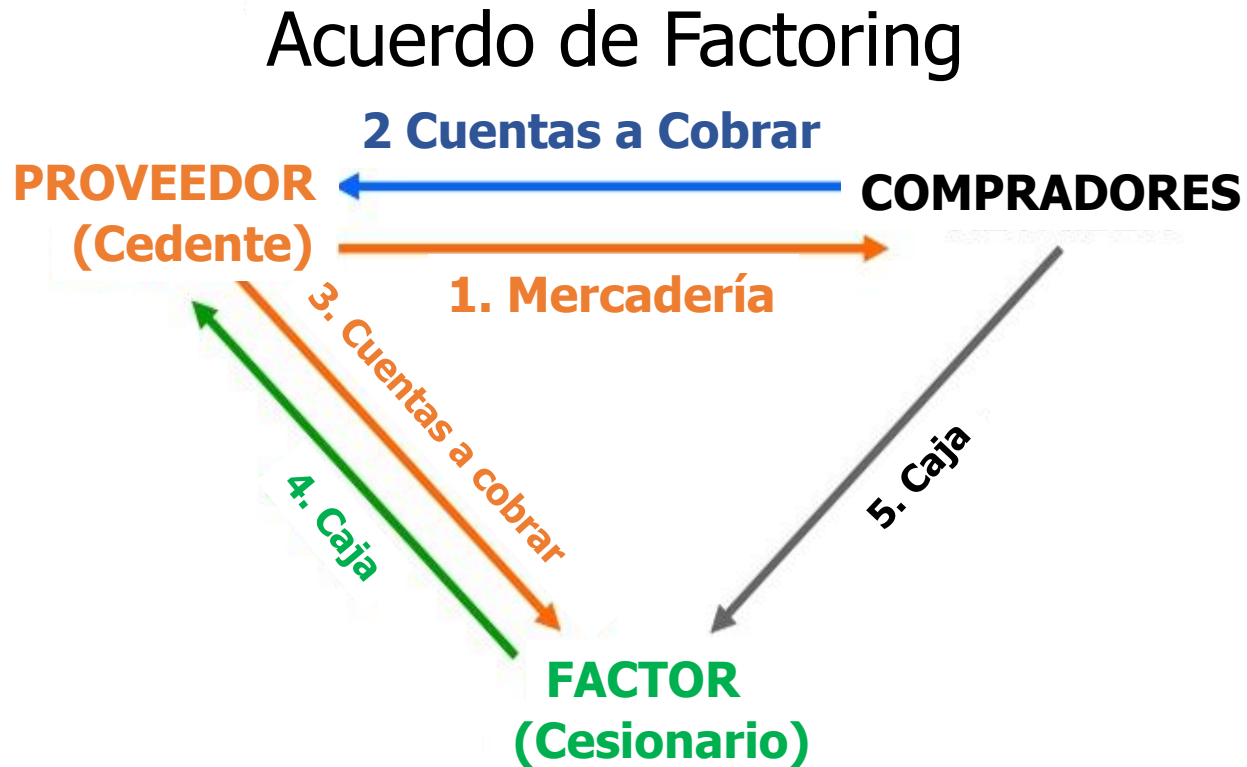 Acuerdo de Factoring
2 Cuentas a Cobrar
PROVEEDOR
(Cedente)
COMPRADORES
1. Mercadería
3. Cuentas a cobrar
4. Caja
5. Caja
FACTOR
(Cesionario)